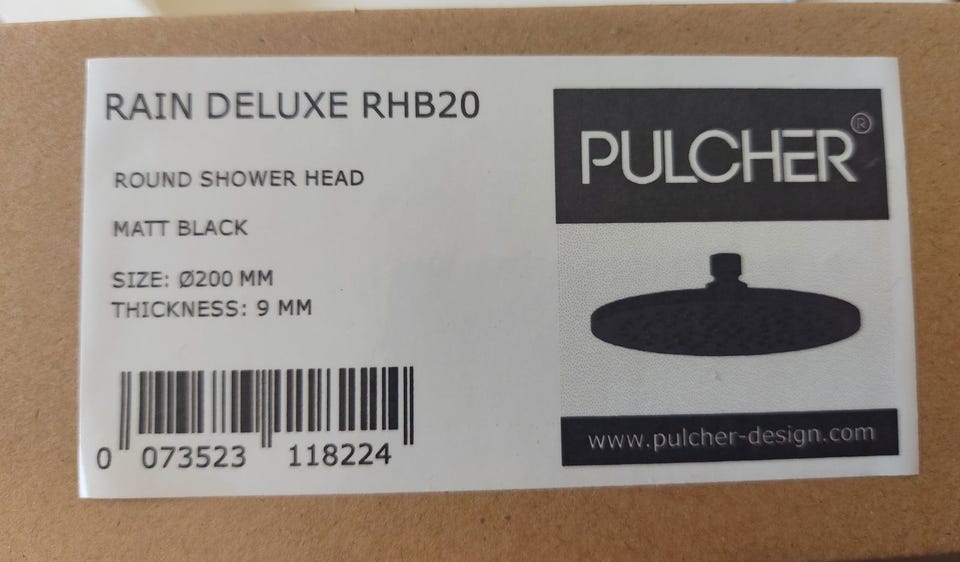 RAIN DELUXE RHB20
ROUND SHOWER HEAD
MATT BLACK
SIZE: Ø200 MM
THICKNESS: 9 MM
0 073523 118224
PULCHER®
www.pulcher-design.com